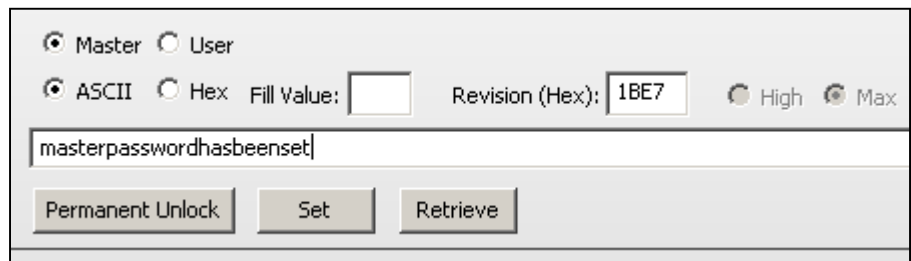 Master User
ASCII Hex Fill Value: Revision (Hex): 1BE7 High Max
masterpasswordhasbeenset
Permanent Unlock Set Retrieve